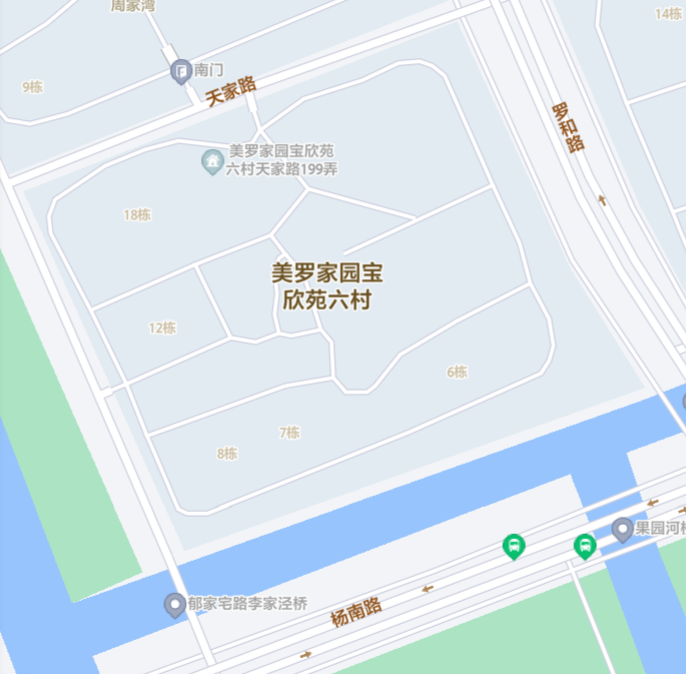 周家湾
14栋
南门
9栋
天家路
罗和路
美罗家园宝欣苑
六村天家路199弄
18栋
美罗家园宝
欣苑六村
12栋
6栋
7栋
8栋
果园河
郁家宅路李家泾桥
杨南路